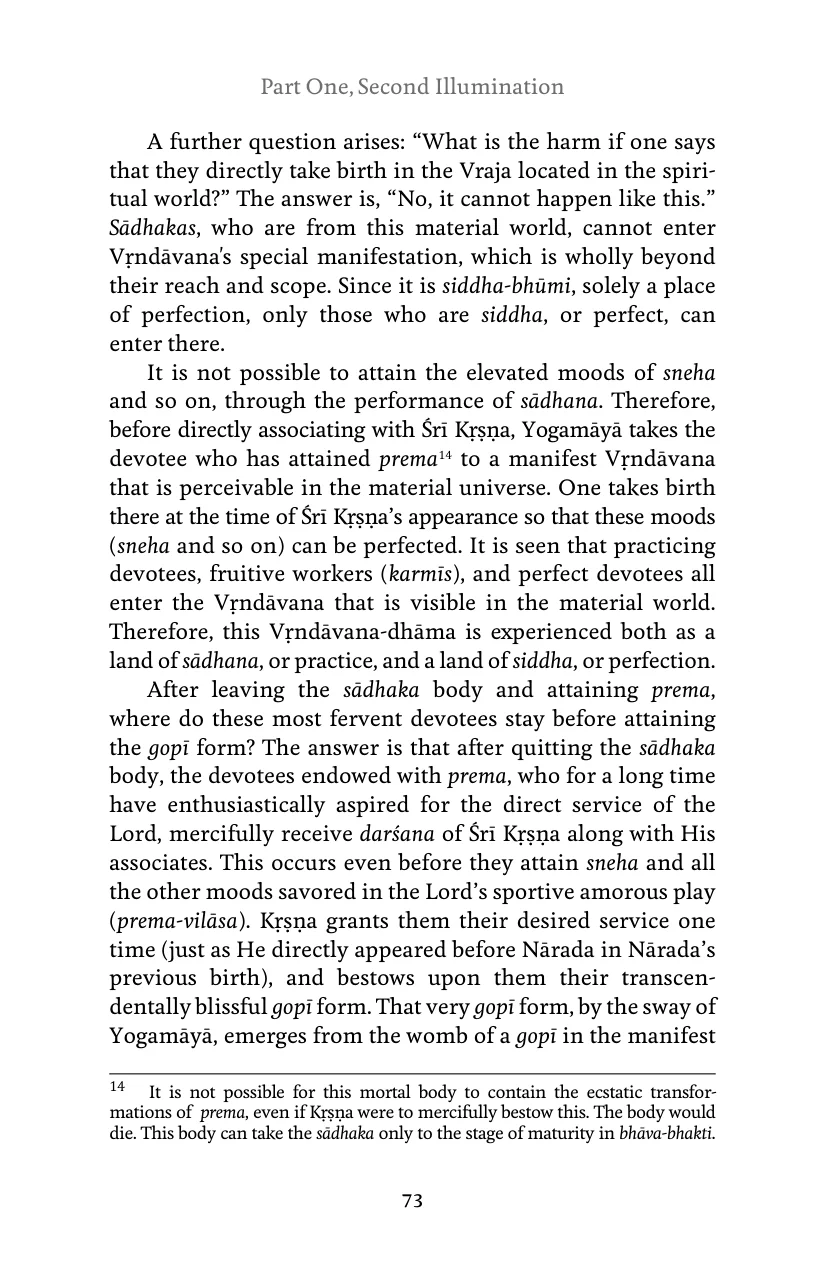 Part One, Second Illumination
A further question arises: “What is the harm if one says
that they directly take birth in the Vraja located in the spiri-
tual world?” The answer is, “No, it cannot happen like this.”
Sādhakas, who are from this material world, cannot enter
Vṛndāvana's special manifestation, which is wholly beyond
their reach and scope. Since it is siddha-bhūmi, solely a place
of perfection, only those who are siddha, or perfect, can
enter there.
It is not possible to attain the elevated moods of sneha
and so on, through the performance of sādhana. Therefore,
before directly associating with Śrī Kṛṣṇa, Yogamāyā takes the
devotee who has attained prema14 to a manifest Vṛndāvana
that is perceivable in the material universe. One takes birth
there at the time of Śrī Kṛṣṇa’s appearance so that these moods
(sneha and so on) can be perfected. It is seen that practicing
devotees, fruitive workers (karmīs), and perfect devotees all
enter the Vṛndāvana that is visible in the material world.
Therefore, this Vṛndāvana-dhāma is experienced both as a
land of sādhana, or practice, and a land of siddha, or perfection.
After leaving the sādhaka body and attaining prema,
where do these most fervent devotees stay before attaining
the gopī form? The answer is that after quitting the sādhaka
body, the devotees endowed with prema, who for a long time
have enthusiastically aspired for the direct service of the
Lord, mercifully receive darśana of Śrī Kṛṣṇa along with His
associates. This occurs even before they attain sneha and all
the other moods savored in the Lord’s sportive amorous play
(prema-vilāsa). Kṛṣṇa grants them their desired service one
time (just as He directly appeared before Nārada in Nārada’s
previous birth), and bestows upon them their transcen-
dentally blissful gopī form. That very gopī form, by the sway of
Yogamāyā, emerges from the womb of a gopī in the manifest
14 It is not possible for this mortal body to contain the ecstatic transfor-
mations of prema, even if Kṛṣṇa were to mercifully bestow this. The body would
die. This body can take the sādhaka only to the stage of maturity in bhāva-bhakti.
73